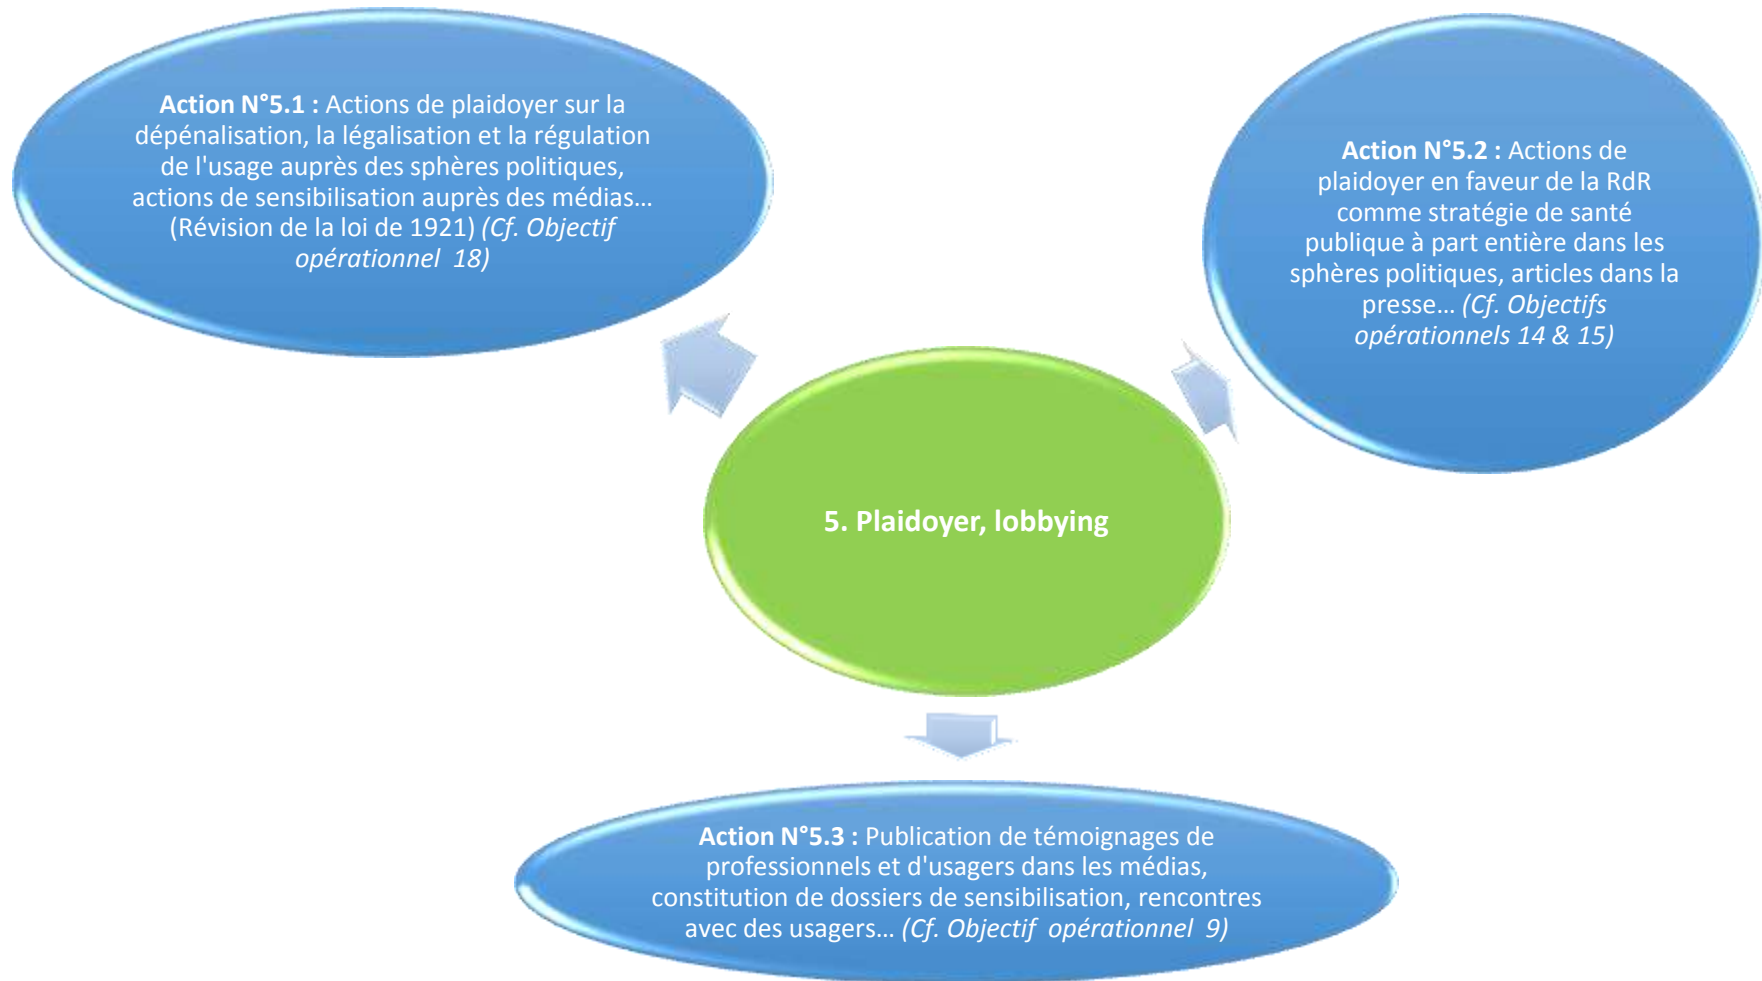 Action N°5.1 : Actions de plaidoyer sur la
dépénalisation, la légalisation et la régulation
de l'usage auprès des sphères politiques,
actions de sensibilisation auprès des médias…
(Révision de la loi de 1921) (Cf. Objectif
opérationnel 18)
Action N°5.2 : Actions de
plaidoyer en faveur de la RdR
comme stratégie de santé
publique à part entière dans les
sphères politiques, articles dans la
presse… (Cf. Objectifs
opérationnels 14 & 15)
5. Plaidoyer, lobbying
Action N°5.3 : Publication de témoignages de
professionnels et d'usagers dans les médias,
constitution de dossiers de sensibilisation, rencontres
avec des usagers… (Cf. Objectif opérationnel 9)